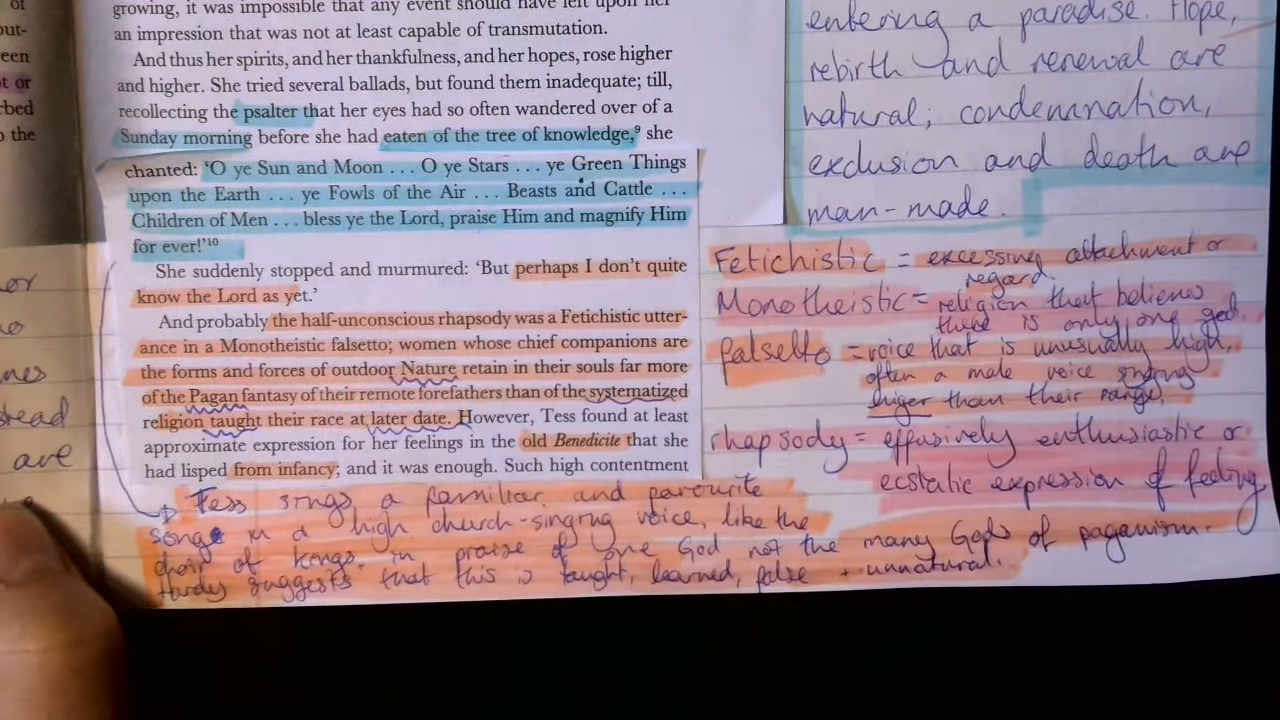 growing, it was impossible that any event should have left upon her
an impression that was not at least capable of transmutation.
And thus her spirits, and her thankfulness, and her hopes, rose higher
and higher. She tried several ballads, but found them inadequate; till,
recollecting the psalter that her eyes had so often wandered over of a
Sunday morning before she had eaten of the tree of knowledge,9 she
chanted: 'O ye Sun and Moon ... O ye Stars ... ye Green Things
upon the Earth ... ye Fowls of the Air ... Beasts and Cattle ...
Children of Men ... bless ye the Lord, praise Him and magnify Him
for ever!'10
She suddenly stopped and murmured: 'But perhaps I don't quite
know the Lord as yet.'
And probably the half-unconscious rhapsody was a Fetichistic utter-
ance in a Monotheistic falsetto; women whose chief companions are
the forms and forces of outdoor Nature retain in their souls far more
of the Pagan fantasy of their remote forefathers than of the systematized
religion taught their race at later date. However, Tess found at least
approximate expression for her feelings in the old Benedicite that she
had lisped from infancy; and it was enough. Such high contentment
entering a paradise. Hope,
rebirth and renewal are
natural; condemnation,
exclusion and death are
man-made.
Fetichistic = excessive attachment or
regard.
Monotheistic = religion that believes
there is only one god.
falsetto = voice that is unusually high,
often a male voice singing
higer than their range.
rhapsody = effusively enthusiastic or
ecstatic expression of feeling
Tess sings a familiar and favourite
song in a high church-singing voice, like the
choir of kings. in praise of one God not the many Gods of paganism.
Hardy suggests that this is taught, learned, false + unnatural.
een
t or
rbed
o the
or
nes
tead
are